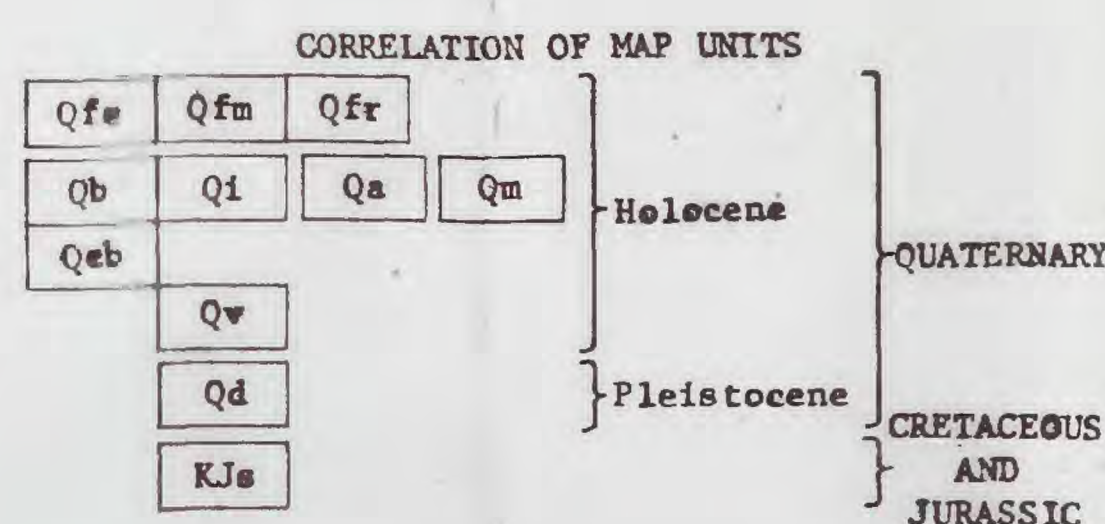 CORRELATION OF MAP UNITS
Qfe Qfm Qfr
Qb Qi Qa Qm
Holocene
Qeb
QUATERNARY
Qv
Qd
Pleistocene
CRETACEOUS
KJs
AND
JURASSIC